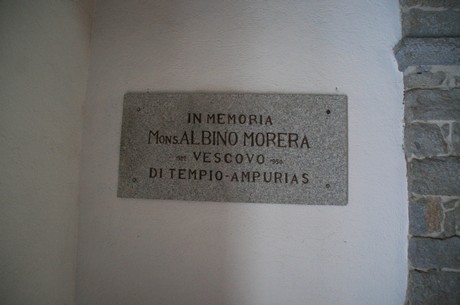 IN MEMORIA
MONS. ALBINO MORERA
VESCOVO
DI TEMPIO-AMPURIAS